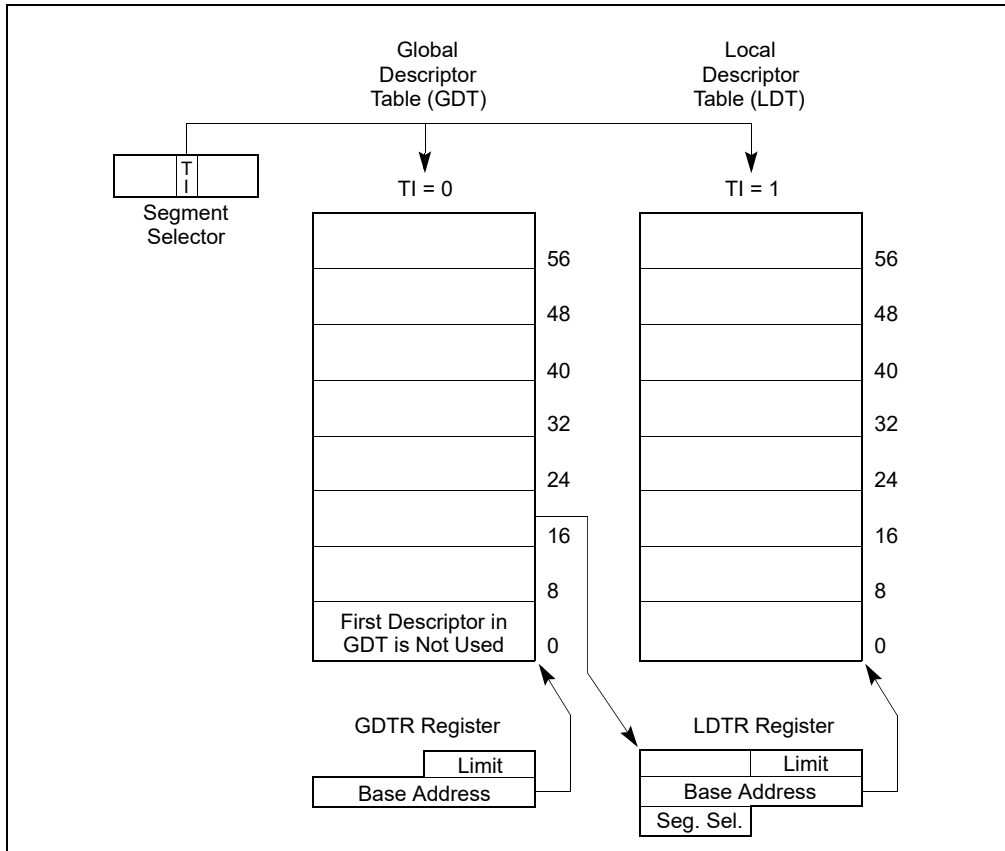 Global
Descriptor
Table (GDT)
Local
Descriptor
Table (LDT)
T
I
Segment
Selector
TI = 0
TI = 1
56
48
40
32
24
16
8
0
First Descriptor in
GDT is Not Used
56
48
40
32
24
16
8
0
GDTR Register
Limit
Base Address
LDTR Register
Limit
Base Address
Seg. Sel.